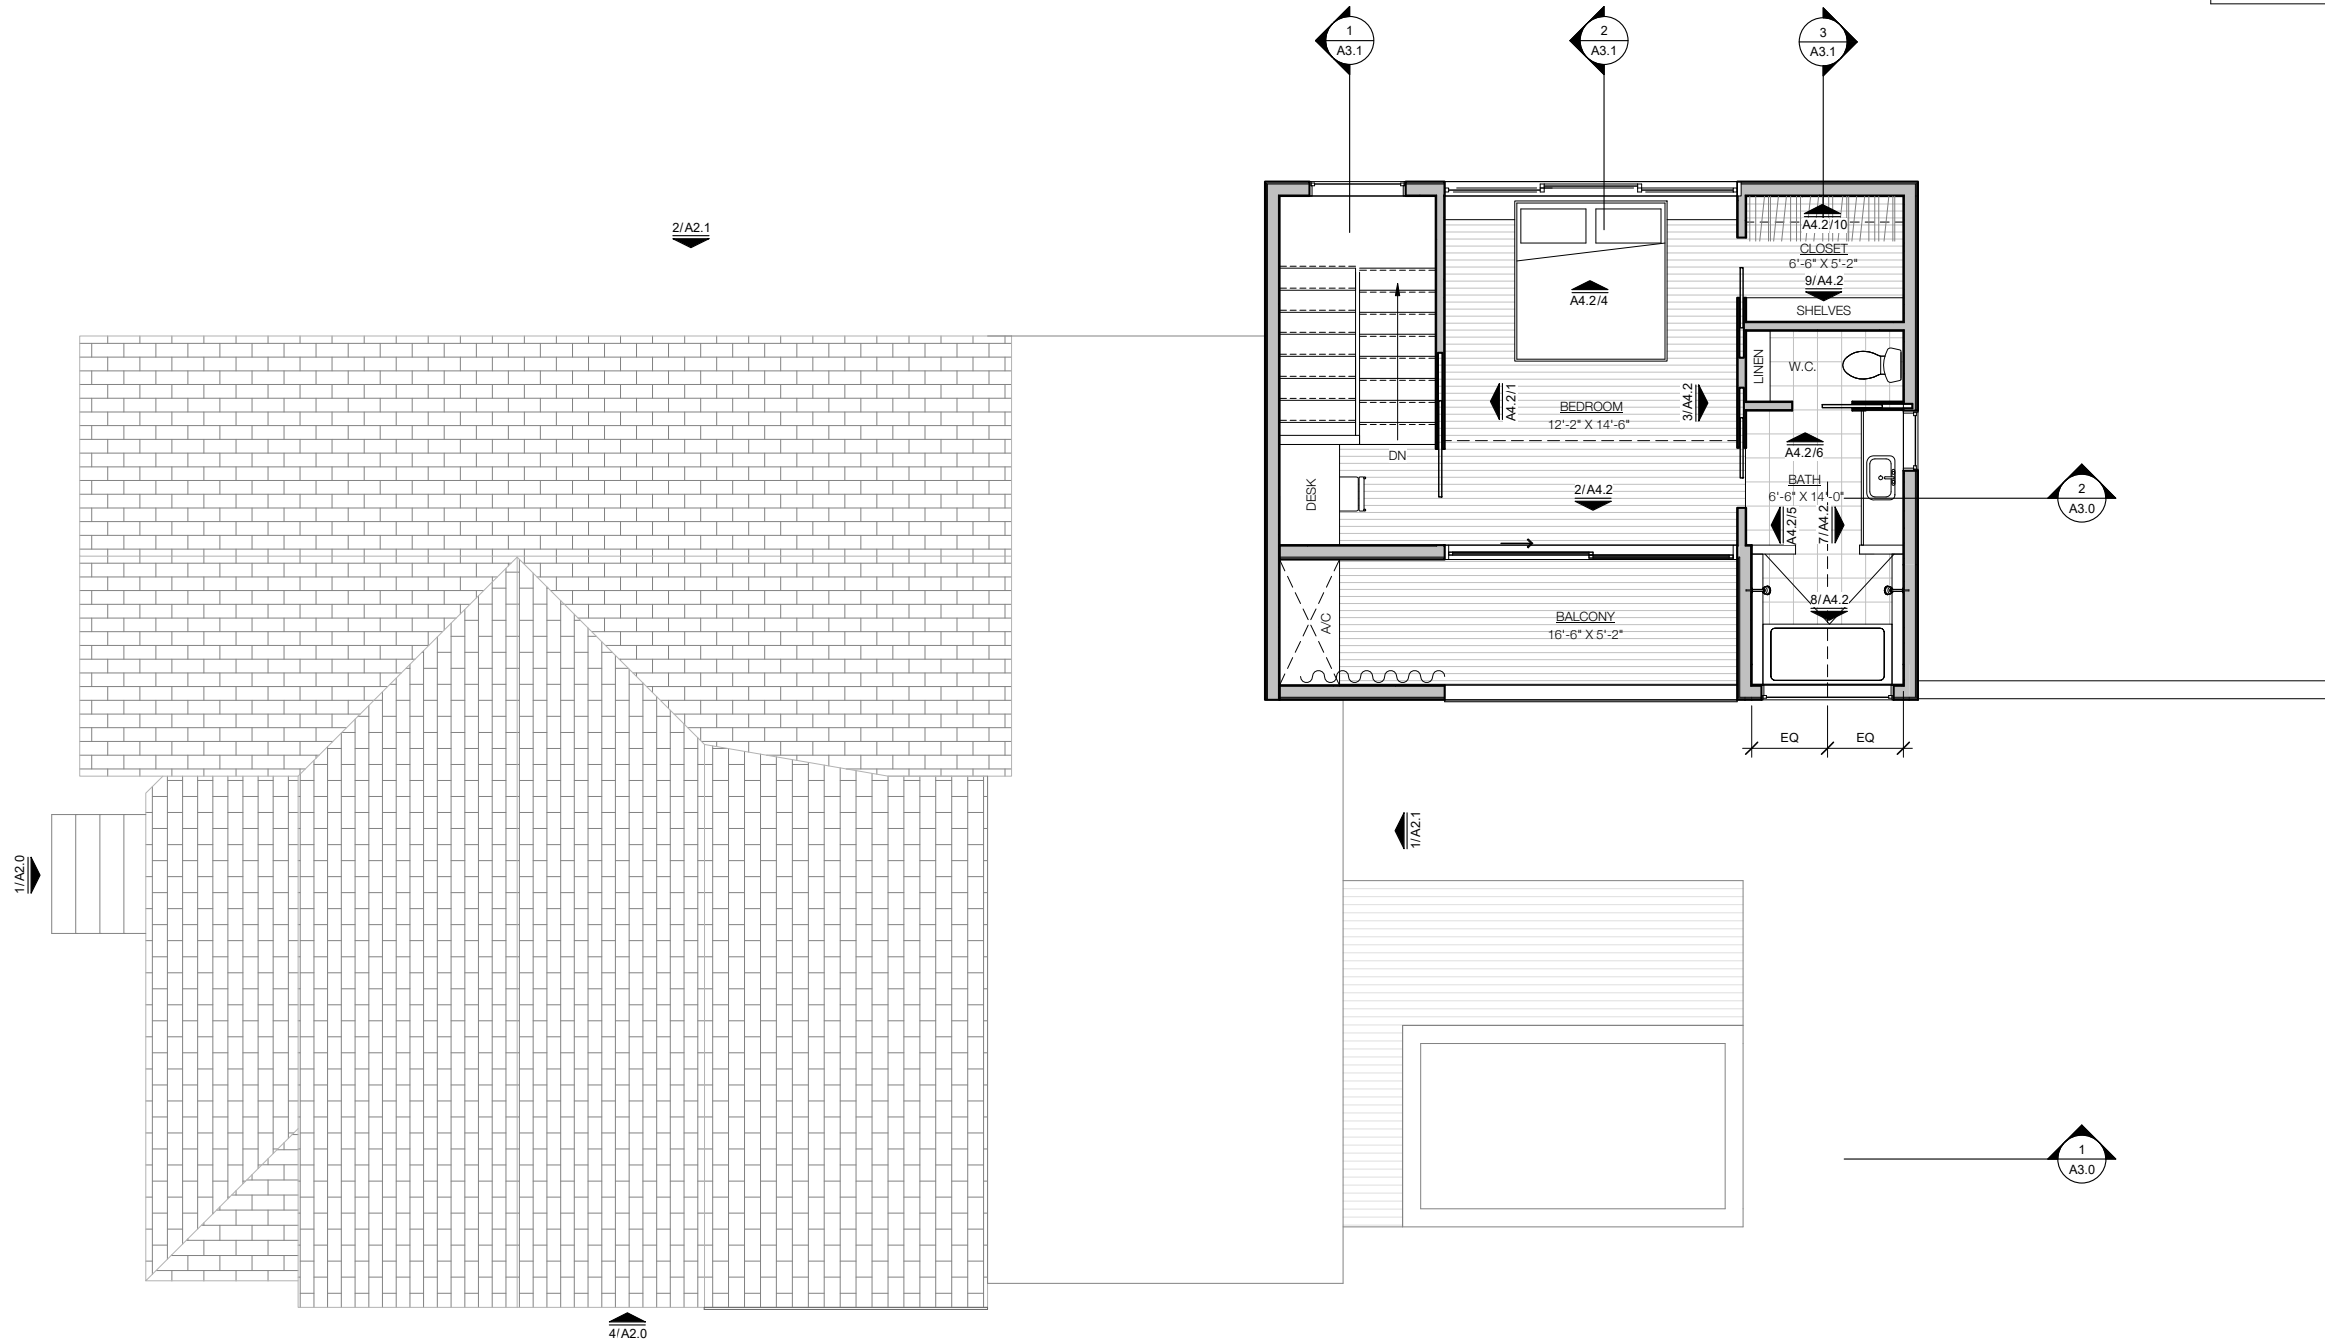 1
A3.1
2
A3.1
3
A3.1
2/A2.1
A4.2/10
CLOSET
6'-6" X 5'-2"
9/A4.2
SHELVES
A4.2/4
LINEN
W.C.
A4.2/1
BEDROOM
12'-2" X 14'-6"
3/A4.2
DN
A4.2/6
DESK
2/A4.2
BATH
6'-6" X 14'-0"
A4.2/5
7/A4.2
2
A3.0
A/C
BALCONY
16'-6" X 5'-2"
8/A4.2
EQ
EQ
1/A2.1
1/A2.0
1
A3.0
4/A2.0